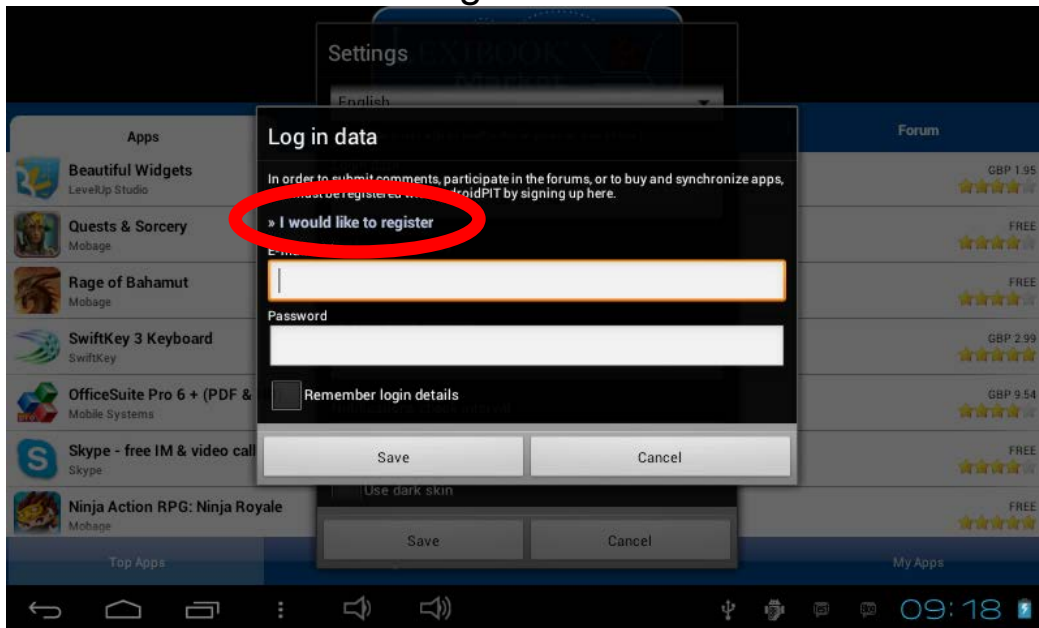 Settings
LEXIBOOK
Market
English
Apps
Forum
Log in data
In order to submit comments, participate in the forums, or to buy and synchronize apps,
be registered
droidPIT by signing up here.
» I would like to register
Password
Remember login details
Save
Cancel
Beautiful Widgets
LevelUp Studio
GBP 1.95
Quests & Sorcery
Mobage
FREE
Rage of Bahamut
Mobage
FREE
SwiftKey 3 Keyboard
SwiftKey
GBP 2.99
OfficeSuite Pro 6 + (PDF &
Mobile Systems
GBP 9.54
Skype - free IM & video call
Skype
FREE
Ninja Action RPG: Ninja Royale
Mobage
FREE
Use dark skin
Save
Cancel
Top Apps
My Apps
09:18